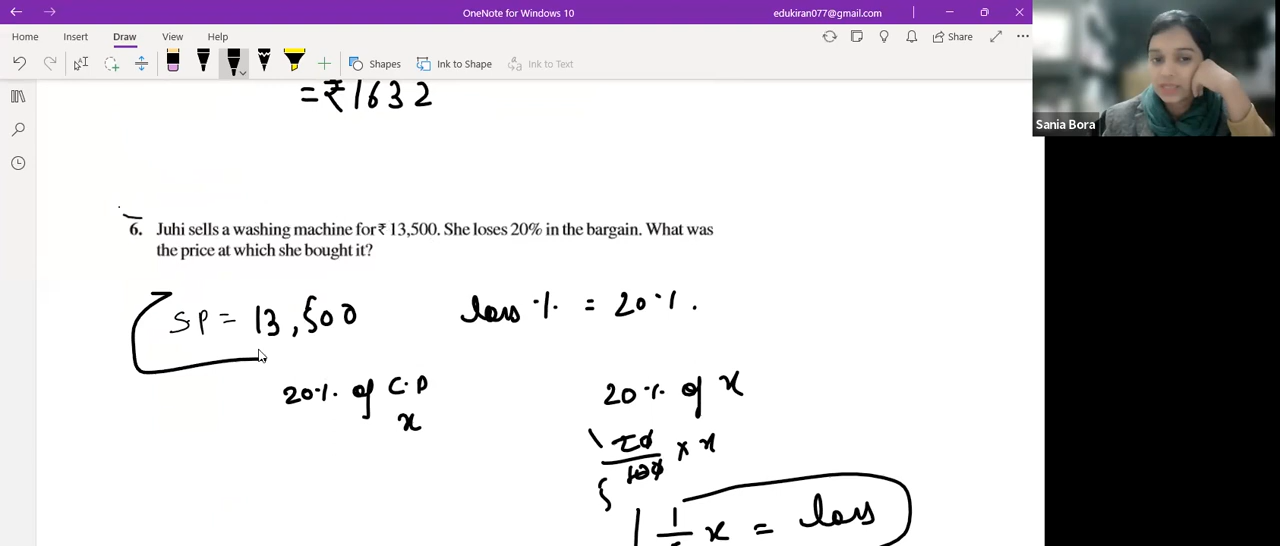 OneNote for Windows 10
edukiran077@gmail.com
Home Insert Draw View Help
Share
Shapes Ink to Shape Ink to Text
= ₹1632
Sania Bora
6. Juhi sells a washing machine for ₹ 13,500. She loses 20% in the bargain. What was
the price at which she bought it?
SP = 13,500 loss % = 20%.
20% of C.P 20% of x
x
20/100 × x
1
5
1/5 x = loss